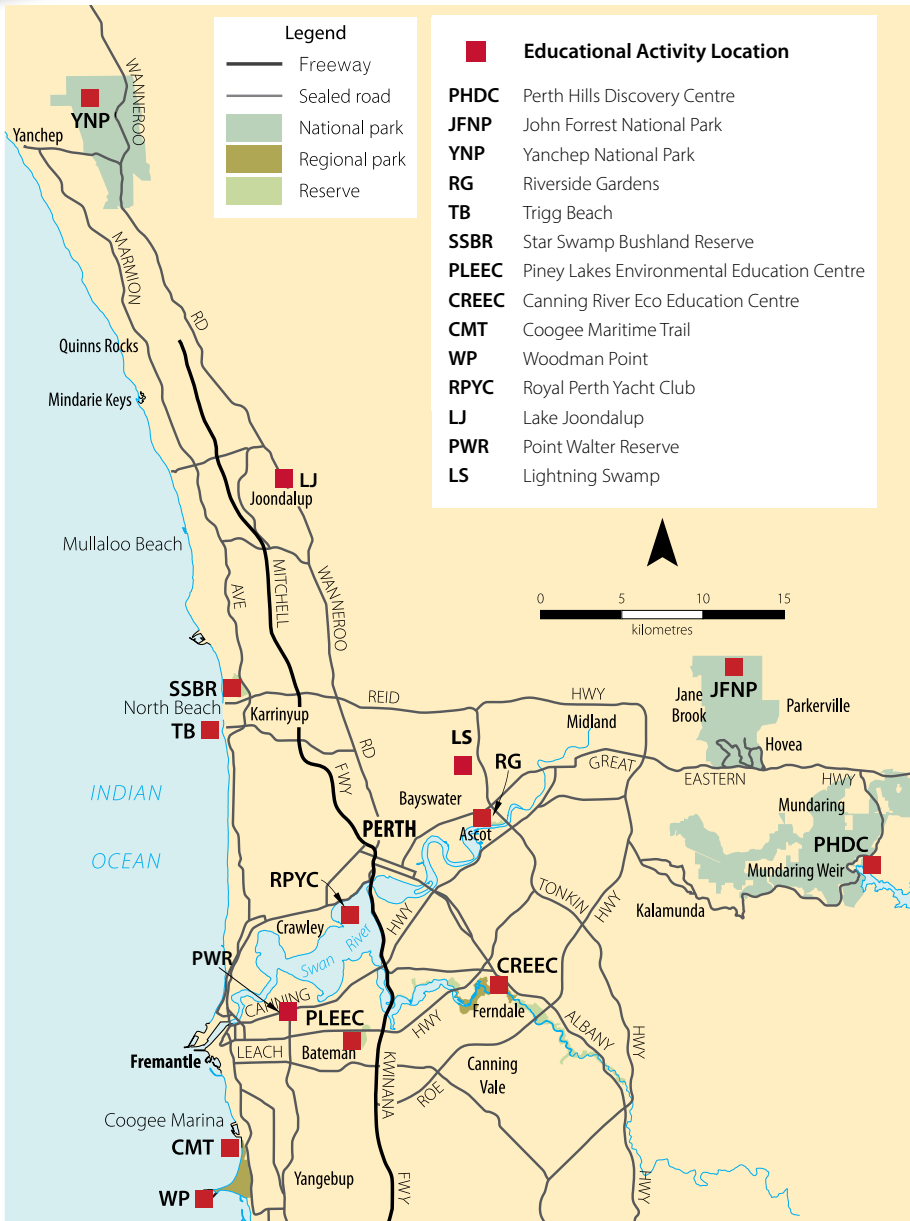 Legend
Freeway
Sealed road
National park
Regional park
Reserve
Educational Activity Location
PHDC Perth Hills Discovery Centre
JFNP John Forrest National Park
YNP Yanchep National Park
RG Riverside Gardens
TB Trigg Beach
SSBR Star Swamp Bushland Reserve
PLEEC Piney Lakes Environmental Education Centre
CREEC Canning River Eco Education Centre
CMT Coogee Maritime Trail
WP Woodman Point
RPYC Royal Perth Yacht Club
LJ Lake Joondalup
PWR Point Walter Reserve
LS Lightning Swamp
0 5 10 15
kilometres
WANNEROO
YNP
Yanchep
MARMION
RD
Quinns Rocks
Mindarie Keys
LJ
Joondalup
Mullaloo Beach
AVE
MITCHELL
WANNEROO
SSBR
North Beach
REID
HWY
JFNP
Jane
Brook
Parkerville
TB
Karrinyup
Midland
LS
RD
Hovea
RG
GREAT
EASTERN
HWY
INDIAN
FWY
Bayswater
Mundaring
PERTH
Ascot
OCEAN
PHDC
Mundaring Weir
RPYC
TONKIN
HWY
Kalamunda
HWY
Crawley
Swan River
PWR
CREEC
CANNING
Ferndale
PLEEC
HWY
ALBANY
HWY
Fremantle
LEACH
Bateman
KWINANA
ROE
Canning
Vale
Coogee Marina
CMT
Yangebup
WP
FWY
HWY